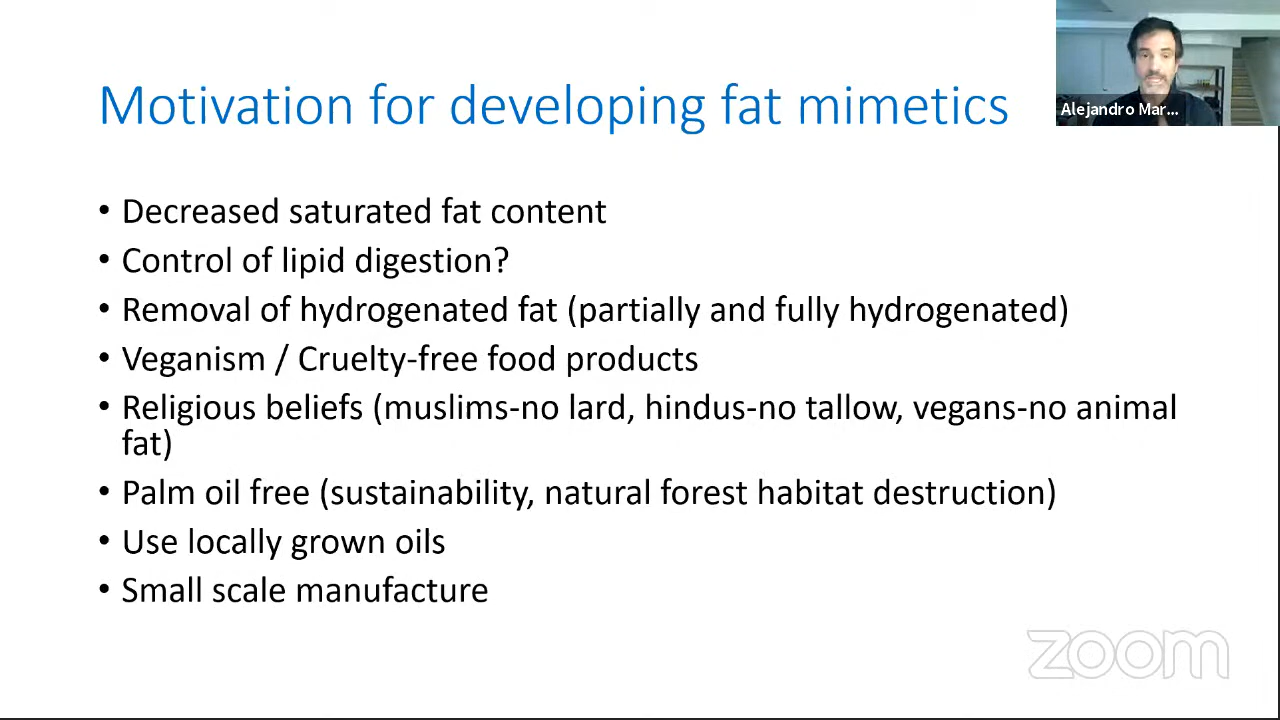 Motivation for developing fat mimetics
Alejandro Mar...
• Decreased saturated fat content
• Control of lipid digestion?
• Removal of hydrogenated fat (partially and fully hydrogenated)
• Veganism / Cruelty-free food products
• Religious beliefs (muslims-no lard, hindus-no tallow, vegans-no animal
fat)
• Palm oil free (sustainability, natural forest habitat destruction)
• Use locally grown oils
• Small scale manufacture
zoom